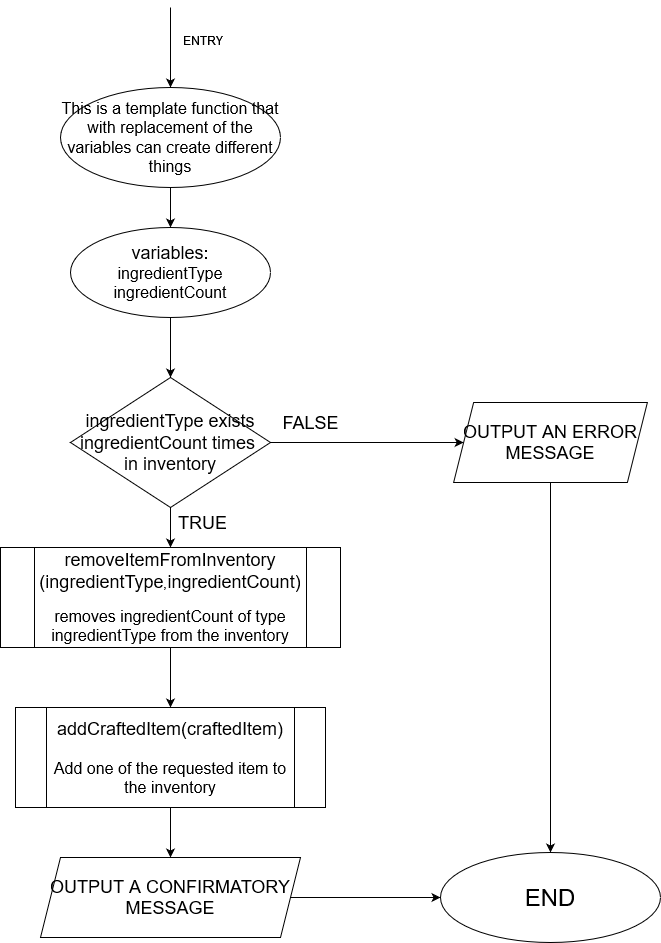 ENTRY
This is a template function that
with replacement of the
variables can create different
things
variables:
ingredientType
ingredientCount
ingredientType exists
ingredientCount times
in inventory
FALSE
OUTPUT AN ERROR
MESSAGE
TRUE
removeItemFromInventory
(ingredientType,ingredientCount)
removes ingredientCount of type
ingredientType from the inventory
addCraftedItem(craftedItem)
Add one of the requested item to
the inventory
OUTPUT A CONFIRMATORY
MESSAGE
END